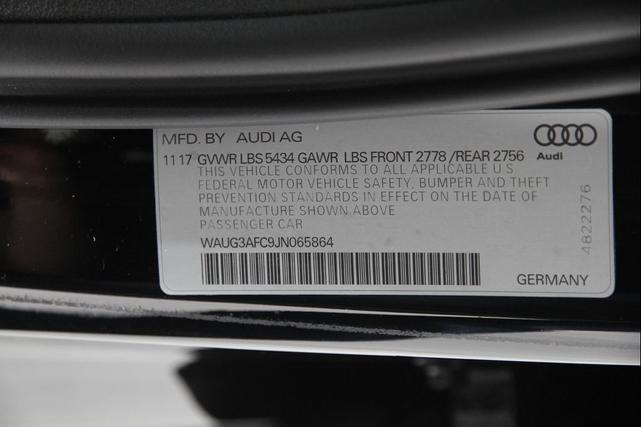 MFD. BY AUDI AG
11 17 GVWR LBS 5434 GAWR LBS FRONT 2778 /REAR 2756
THIS VEHICLE CONFORMS TO ALL APPLICABLE U.S.
FEDERAL MOTOR VEHICLE SAFETY, BUMPER AND THEFT
PREVENTION STANDARDS IN EFFECT ON THE DATE OF
MANUFACTURE SHOWN ABOVE
PASSENGER CAR
WAUG3AFC9JN065864
GERMANY
Audi
4822276